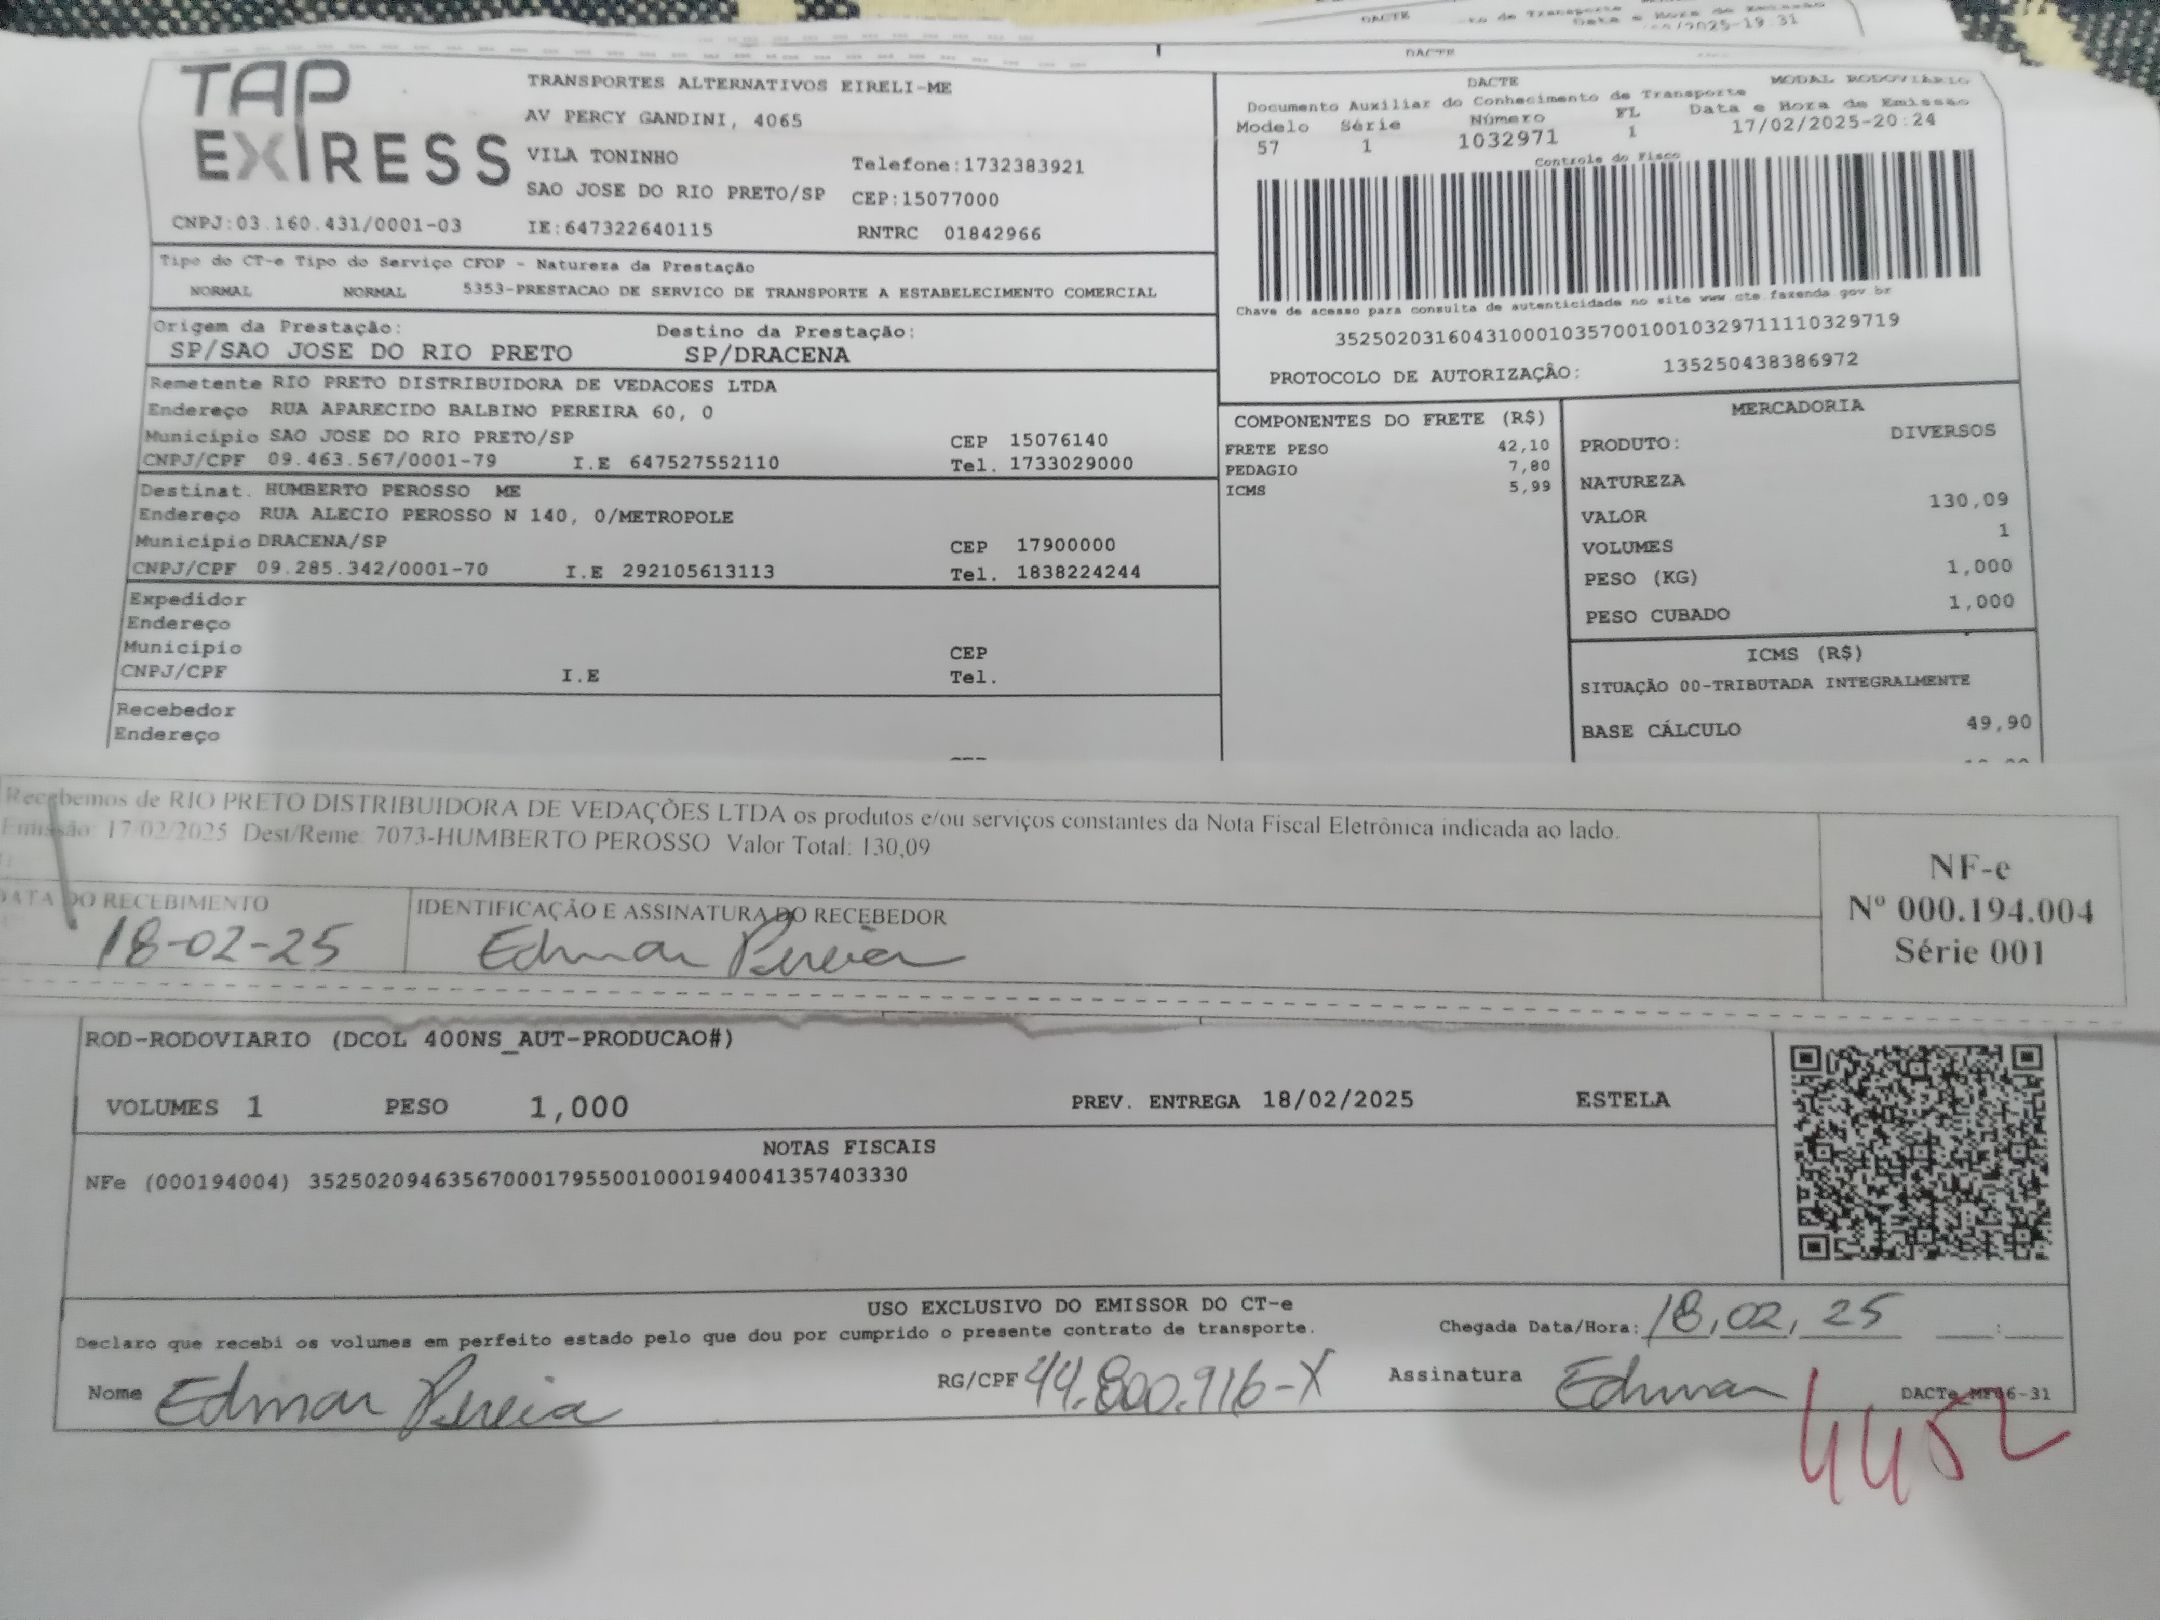 DACTE
DACTE
TAP EXPRESS
TRANSPORTES ALTERNATIVOS EIRELI-ME
AV PERCY GANDINI, 4065
VILA TONINHO
Telefone:1732383921
SAO JOSE DO RIO PRETO/SP CEP:15077000
CNPJ:03.160.431/0001-03 IE:647322640115 RNTRC 01842966
DACTE MODAL RODOVIÁRIO
Documento Auxiliar do Conhecimento de Transporte
Modelo Série Número FL Data e Hora de Emissão
57 1 1032971 1 17/02/2025-20:24
Controle do Fisco
Chave de acesso para consulta de autenticidade no site www.cte.fazenda.gov.br
35250203160431000103570010010329711110329719
PROTOCOLO DE AUTORIZAÇÃO: 135250438386972
Tipo do CT-e Tipo do Serviço CFOP - Natureza da Prestação
NORMAL NORMAL 5353-PRESTACAO DE SERVICO DE TRANSPORTE A ESTABELECIMENTO COMERCIAL
Origem da Prestação: Destino da Prestação:
SP/SAO JOSE DO RIO PRETO SP/DRACENA
Remetente RIO PRETO DISTRIBUIDORA DE VEDACOES LTDA
Endereço RUA APARECIDO BALBINO PEREIRA 60, 0
Município SAO JOSE DO RIO PRETO/SP CEP 15076140
CNPJ/CPF 09.463.567/0001-79 I.E 647527552110 Tel. 1733029000
Destinat. HUMBERTO PEROSSO ME
Endereço RUA ALECIO PEROSSO N 140, 0/METROPOLE
Município DRACENA/SP CEP 17900000
CNPJ/CPF 09.285.342/0001-70 I.E 292105613113 Tel. 1838224244
Expedidor
Endereço
Município CEP
CNPJ/CPF I.E Tel.
Recebedor
Endereço
COMPONENTES DO FRETE (R$)
FRETE PESO 42,10
PEDAGIO 7,80
ICMS 5,99
MERCADORIA
PRODUTO: DIVERSOS
NATUREZA
VALOR 130,09
VOLUMES 1
PESO (KG) 1,000
PESO CUBADO 1,000
ICMS (R$)
SITUAÇÃO 00-TRIBUTADA INTEGRALMENTE
BASE CÁLCULO 49,90
Recebemos de RIO PRETO DISTRIBUIDORA DE VEDAÇÕES LTDA os produtos e/ou serviços constantes da Nota Fiscal Eletrônica indicada ao lado.
Emissão: 17/02/2025 Dest/Reme: 7073-HUMBERTO PEROSSO Valor Total: 130,09
DATA DO RECEBIMENTO IDENTIFICAÇÃO E ASSINATURA DO RECEBEDOR
18-02-25 Edmar Pereira
NF-e
Nº 000.194.004
Série 001
ROD-RODOVIARIO (DCOL 400NS_AUT-PRODUCAO#)
VOLUMES 1 PESO 1,000 PREV. ENTREGA 18/02/2025 ESTELA
NOTAS FISCAIS
NFe (000194004) 35250209463567000179550010001940041357403330
USO EXCLUSIVO DO EMISSOR DO CT-e
Declaro que recebi os volumes em perfeito estado pelo que dou por cumprido o presente contrato de transporte. Chegada Data/Hora: 18, 02, 25 :
Nome Edmar Pereira RG/CPF 44.800.916-X Assinatura Edmar
4452